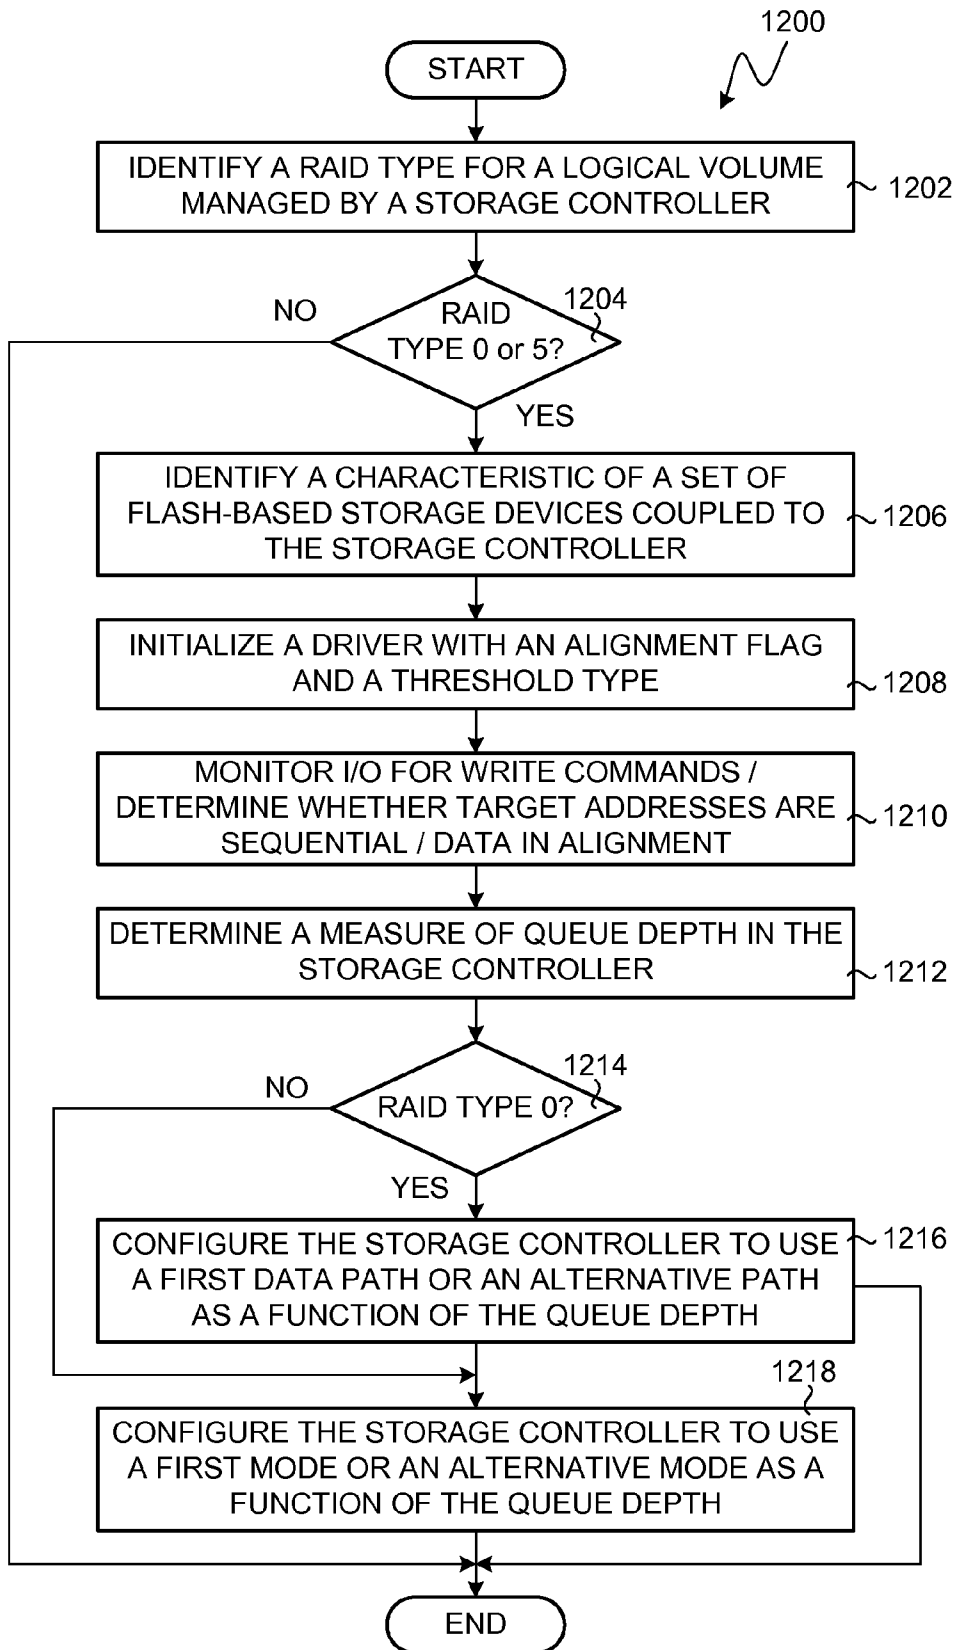 1200
START
IDENTIFY A RAID TYPE FOR A LOGICAL VOLUME
MANAGED BY A STORAGE CONTROLLER
1202
NO
1204
RAID
TYPE 0 or 5?
YES
IDENTIFY A CHARACTERISTIC OF A SET OF
FLASH-BASED STORAGE DEVICES COUPLED TO
THE STORAGE CONTROLLER
1206
INITIALIZE A DRIVER WITH AN ALIGNMENT FLAG
AND A THRESHOLD TYPE
1208
MONITOR I/O FOR WRITE COMMANDS /
DETERMINE WHETHER TARGET ADDRESSES ARE
SEQUENTIAL / DATA IN ALIGNMENT
1210
DETERMINE A MEASURE OF QUEUE DEPTH IN THE
STORAGE CONTROLLER
1212
NO
1214
RAID TYPE 0?
YES
CONFIGURE THE STORAGE CONTROLLER TO USE
A FIRST DATA PATH OR AN ALTERNATIVE PATH
AS A FUNCTION OF THE QUEUE DEPTH
1216
1218
CONFIGURE THE STORAGE CONTROLLER TO USE
A FIRST MODE OR AN ALTERNATIVE MODE AS A
FUNCTION OF THE QUEUE DEPTH
END